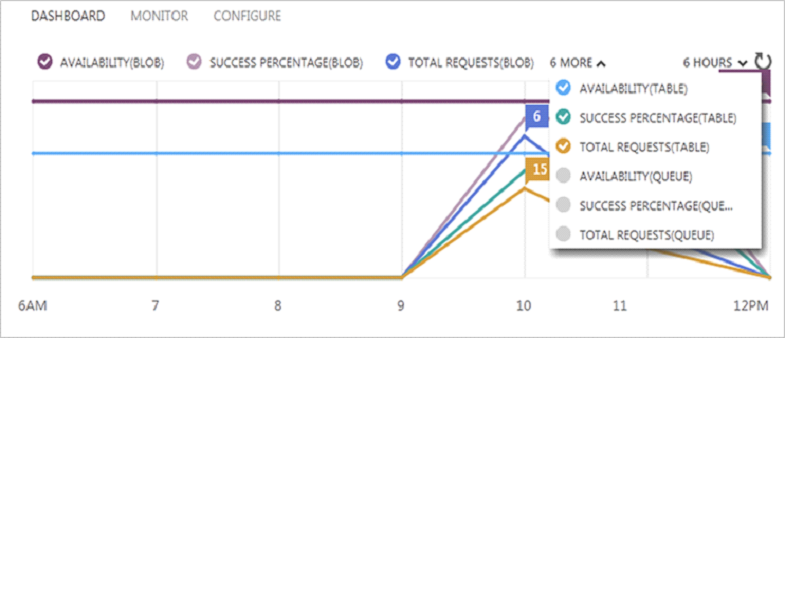 DASHBOARD MONITOR CONFIGURE
AVAILABILITY(BLOB) SUCCESS PERCENTAGE(BLOB) TOTAL REQUESTS(BLOB) 6 MORE 6 HOURS
AVAILABILITY(TABLE)
6 SUCCESS PERCENTAGE(TABLE)
TOTAL REQUESTS(TABLE)
15 AVAILABILITY(QUEUE)
SUCCESS PERCENTAGE(QUE...
TOTAL REQUESTS(QUEUE)
6AM 7 8 9 10 11 12PM